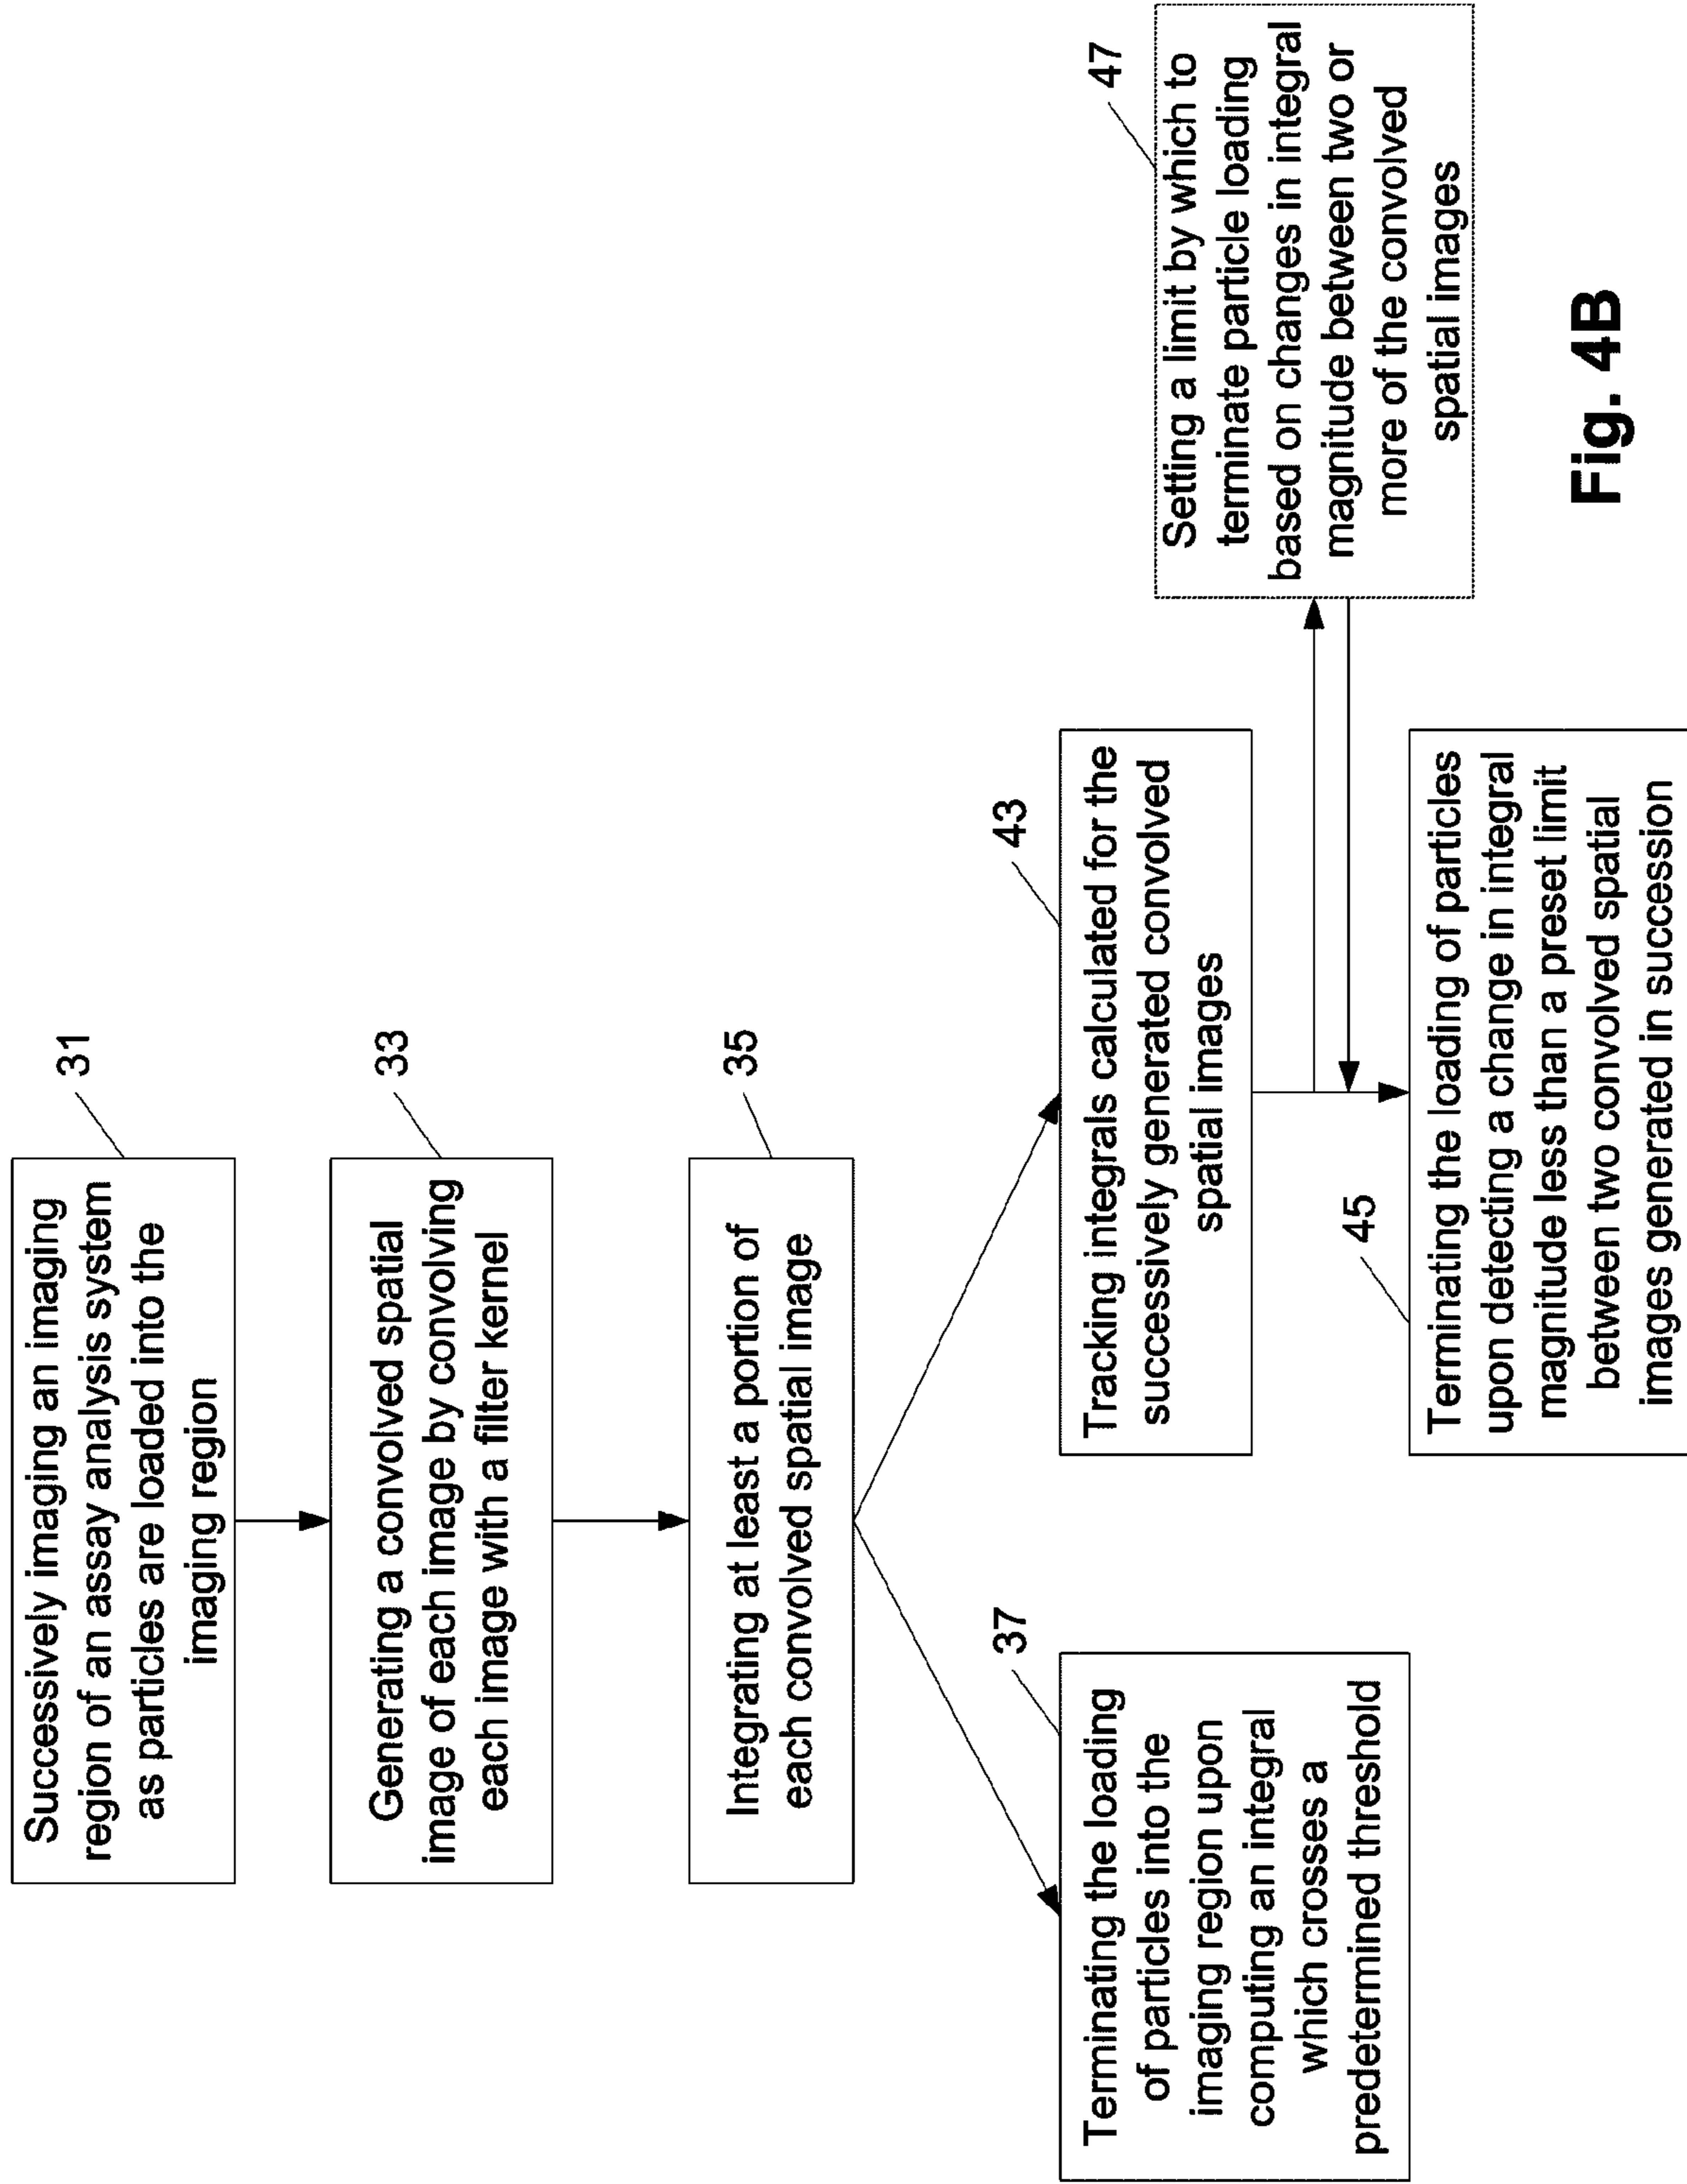 Successively imaging an imaging
region of an assay analysis system
as particles are loaded into the
imaging region
31
Generating a convolved spatial
image of each image by convolving
each image with a filter kernel
33
Integrating at least a portion of
each convolved spatial image
35
Terminating the loading
of particles into the
imaging region upon
computing an integral
which crosses a
predetermined threshold
37
Tracking integrals calculated for the
successively generated convolved
spatial images
43
Terminating the loading of particles
upon detecting a change in integral
magnitude less than a preset limit
between two convolved spatial
images generated in succession
45
Setting a limit by which to
terminate particle loading
based on changes in integral
magnitude between two or
more of the convolved
spatial images
47
Fig. 4B